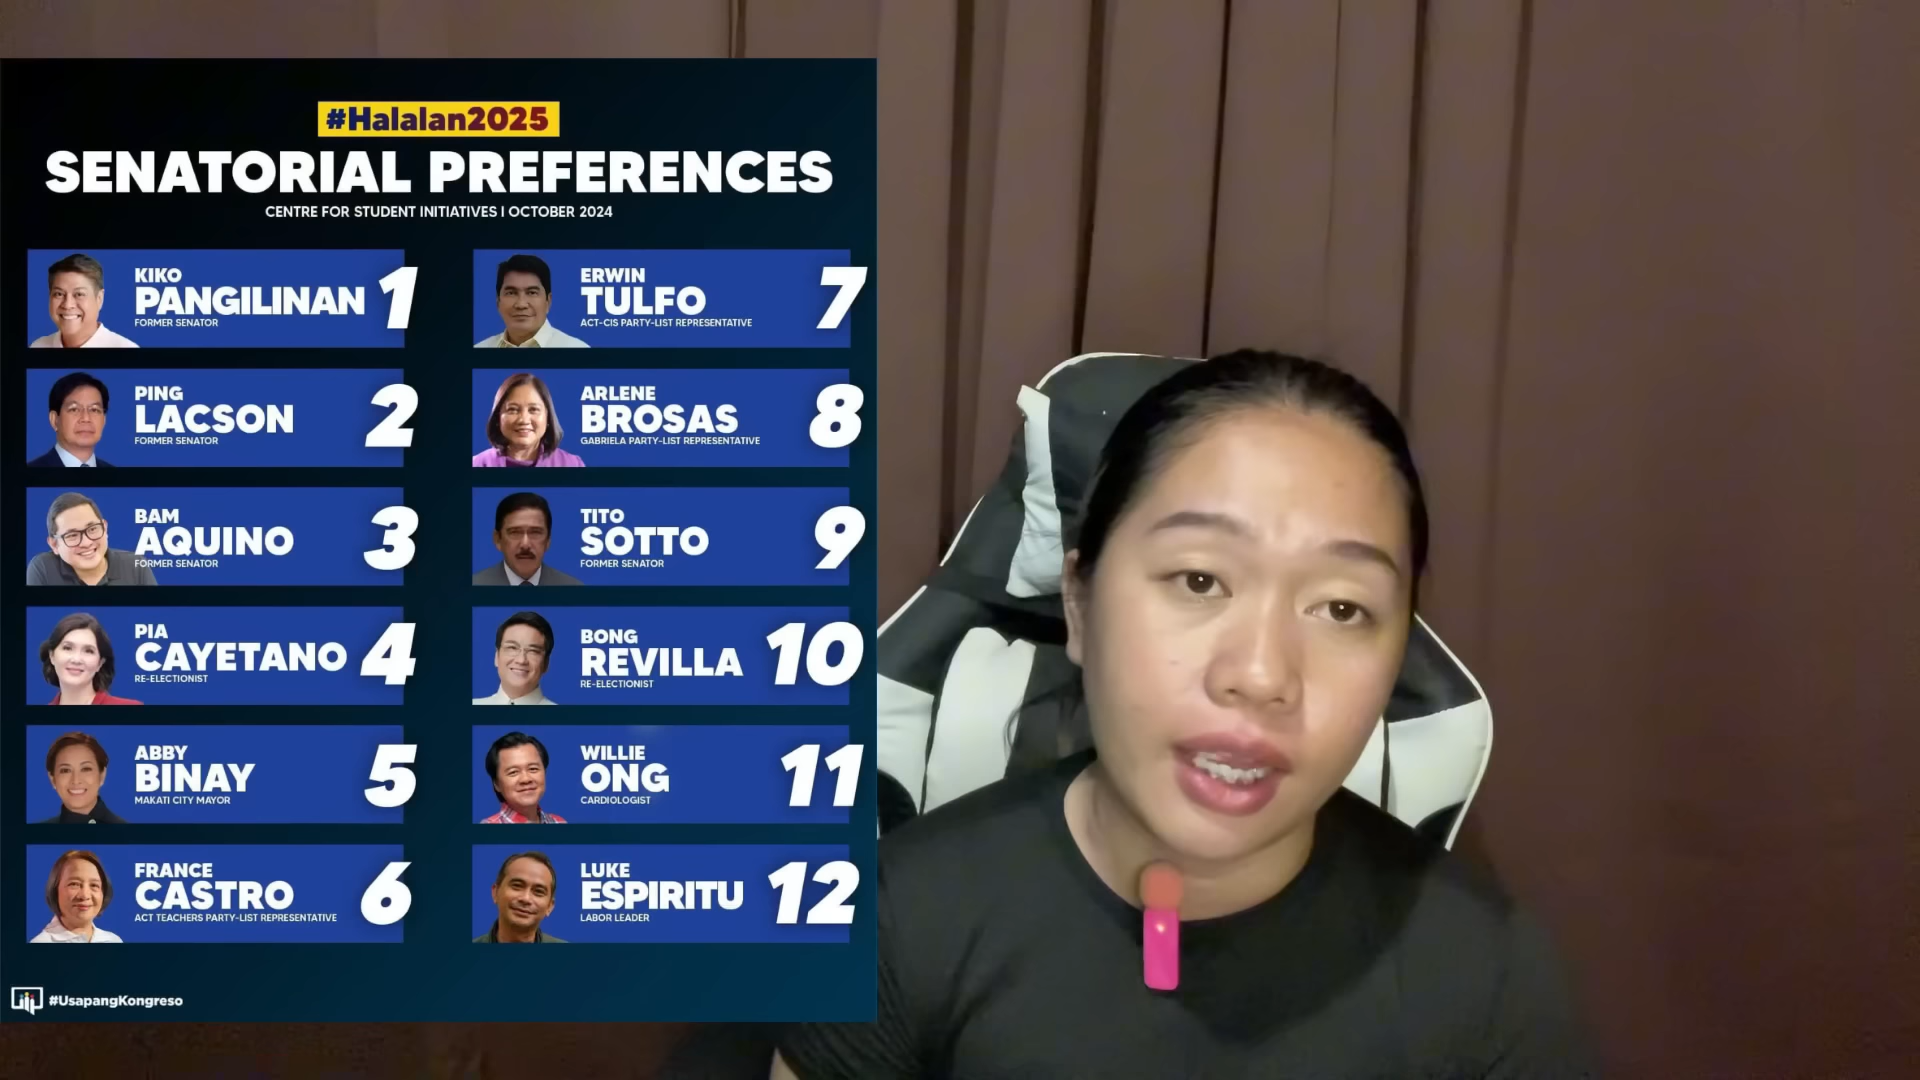 #Halalan2025
SENATORIAL PREFERENCES
CENTRE FOR STUDENT INITIATIVES | OCTOBER 2024
KIKO
PANGILINAN
FORMER SENATOR
1
PING
LACSON
FORMER SENATOR
2
BAM
AQUINO
FORMER SENATOR
3
PIA
CAYETANO
RE-ELECTIONIST
4
ABBY
BINAY
MAKATI CITY MAYOR
5
FRANCE
CASTRO
ACT TEACHERS PARTY-LIST REPRESENTATIVE
6
ERWIN
TULFO
ACT-CIS PARTY-LIST REPRESENTATIVE
7
ARLENE
BROSAS
GABRIELA PARTY-LIST REPRESENTATIVE
8
TITO
SOTTO
FORMER SENATOR
9
BONG
REVILLA
RE-ELECTIONIST
10
WILLIE
ONG
CARDIOLOGIST
11
LUKE
ESPIRITU
LABOR LEADER
12
#UsapangKongreso